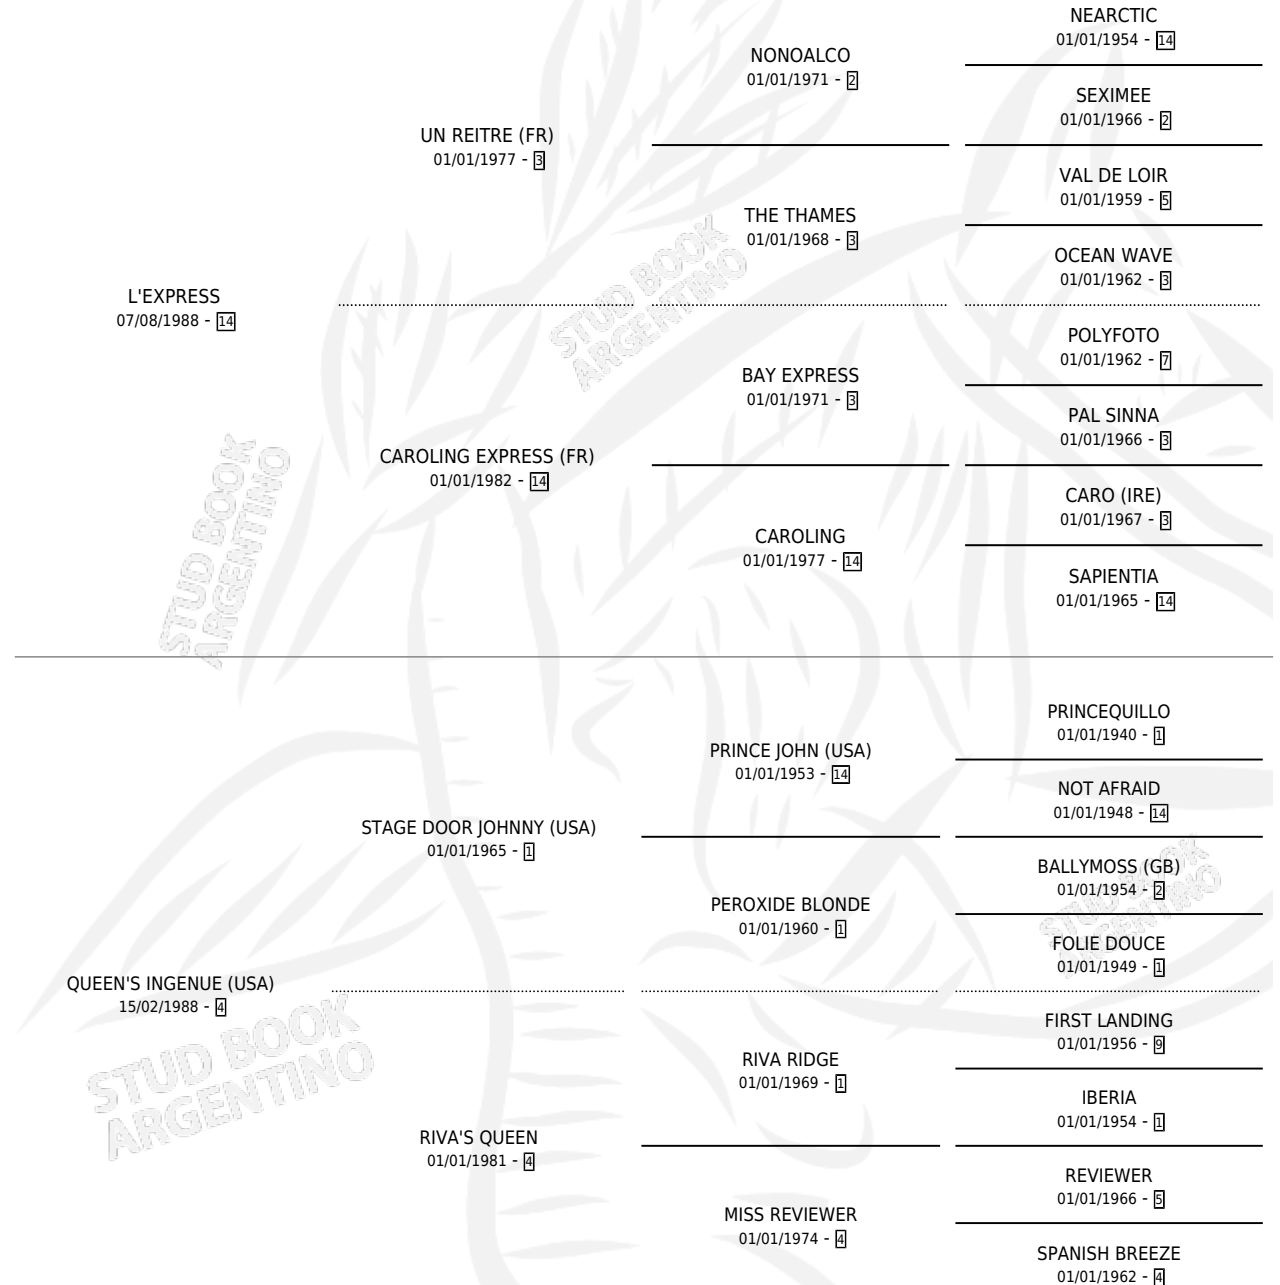 NEARCTIC
01/01/1954 - 14
NONOALCO
01/01/1971 - 2
SEXIMEE
01/01/1966 - 2
UN REITRE (FR)
01/01/1977 - 3
VAL DE LOIR
01/01/1959 - 5
THE THAMES
01/01/1968 - 3
OCEAN WAVE
01/01/1962 - 3
L'EXPRESS
07/08/1988 - 14
POLYFOTO
01/01/1962 - 7
BAY EXPRESS
01/01/1971 - 3
PAL SINNA
01/01/1966 - 3
CAROLING EXPRESS (FR)
01/01/1982 - 14
CARO (IRE)
01/01/1967 - 3
CAROLING
01/01/1977 - 14
SAPIENTIA
01/01/1965 - 14
PRINCEQUILLO
01/01/1940 - 1
PRINCE JOHN (USA)
01/01/1953 - 14
NOT AFRAID
01/01/1948 - 14
STAGE DOOR JOHNNY (USA)
01/01/1965 - 1
BALLYMOSS (GB)
01/01/1954 - 2
PEROXIDE BLONDE
01/01/1960 - 1
FOLIE DOUCE
01/01/1949 - 1
QUEEN'S INGENUE (USA)
15/02/1988 - 4
FIRST LANDING
01/01/1956 - 9
RIVA RIDGE
01/01/1969 - 1
IBERIA
01/01/1954 - 1
RIVA'S QUEEN
01/01/1981 - 4
REVIEWER
01/01/1966 - 5
MISS REVIEWER
01/01/1974 - 4
SPANISH BREEZE
01/01/1962 - 4
STUD BOOK
ARGENTINO
STUD BOOK
ARGENTINO
STUD BOOK
ARGENTINO
STUD BOOK
ARGENTINO